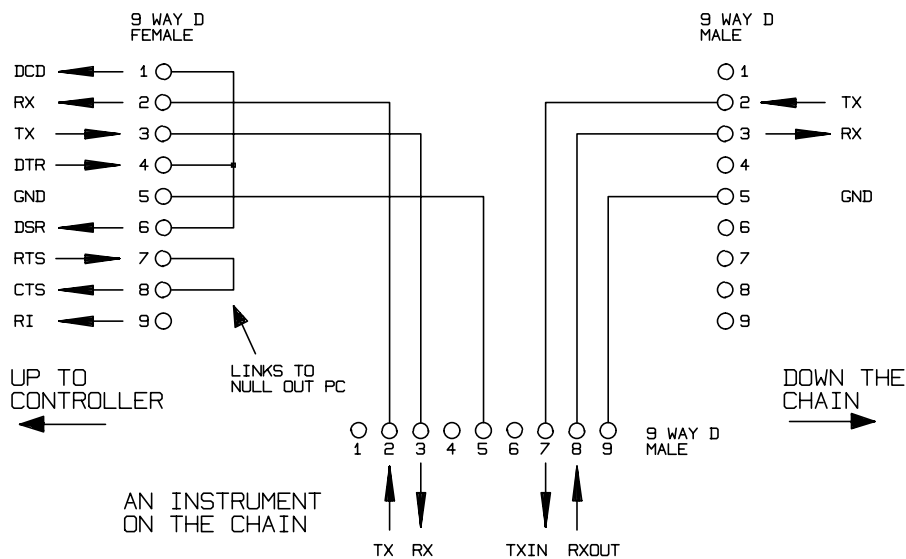 9 WAY D
FEMALE
9 WAY D
MALE
DCD 1
RX 2
TX 3
DTR 4
GND 5
DSR 6
RTS 7
CTS 8
RI 9
1
2 TX
3 RX
4
5 GND
6
7
8
9
LINKS TO
NULL OUT PC
UP TO
CONTROLLER
DOWN THE
CHAIN
1 2 3 4 5 6 7 8 9
9 WAY D
MALE
AN INSTRUMENT
ON THE CHAIN
TX RX TXIN RXOUT